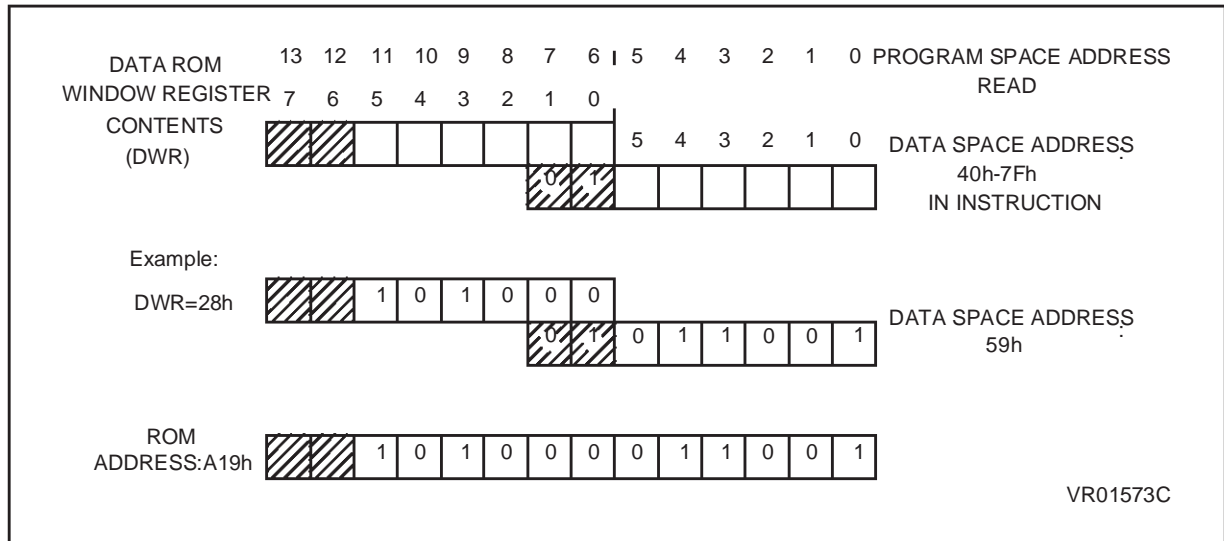 13 12 11 10 9 8 7 6 5 4 3 2 1 0 PROGRAM SPACE ADDRESS
READ
DATA ROM
WINDOW REGISTER 7 6 5 4 3 2 1 0
CONTENTS
(DWR)
5 4 3 2 1 0
DATA SPACE ADDRESS
:
40h-7Fh
IN INSTRUCTION
0 1
Example:
DWR=28h
1 0 1 0 0 0
0 1 0 1 1 0 0 1
DATA SPACE ADDRESS
:
59h
ROM
ADDRESS:A19h
1 0 1 0 0 0 0 1 1 0 0 1
VR01573C